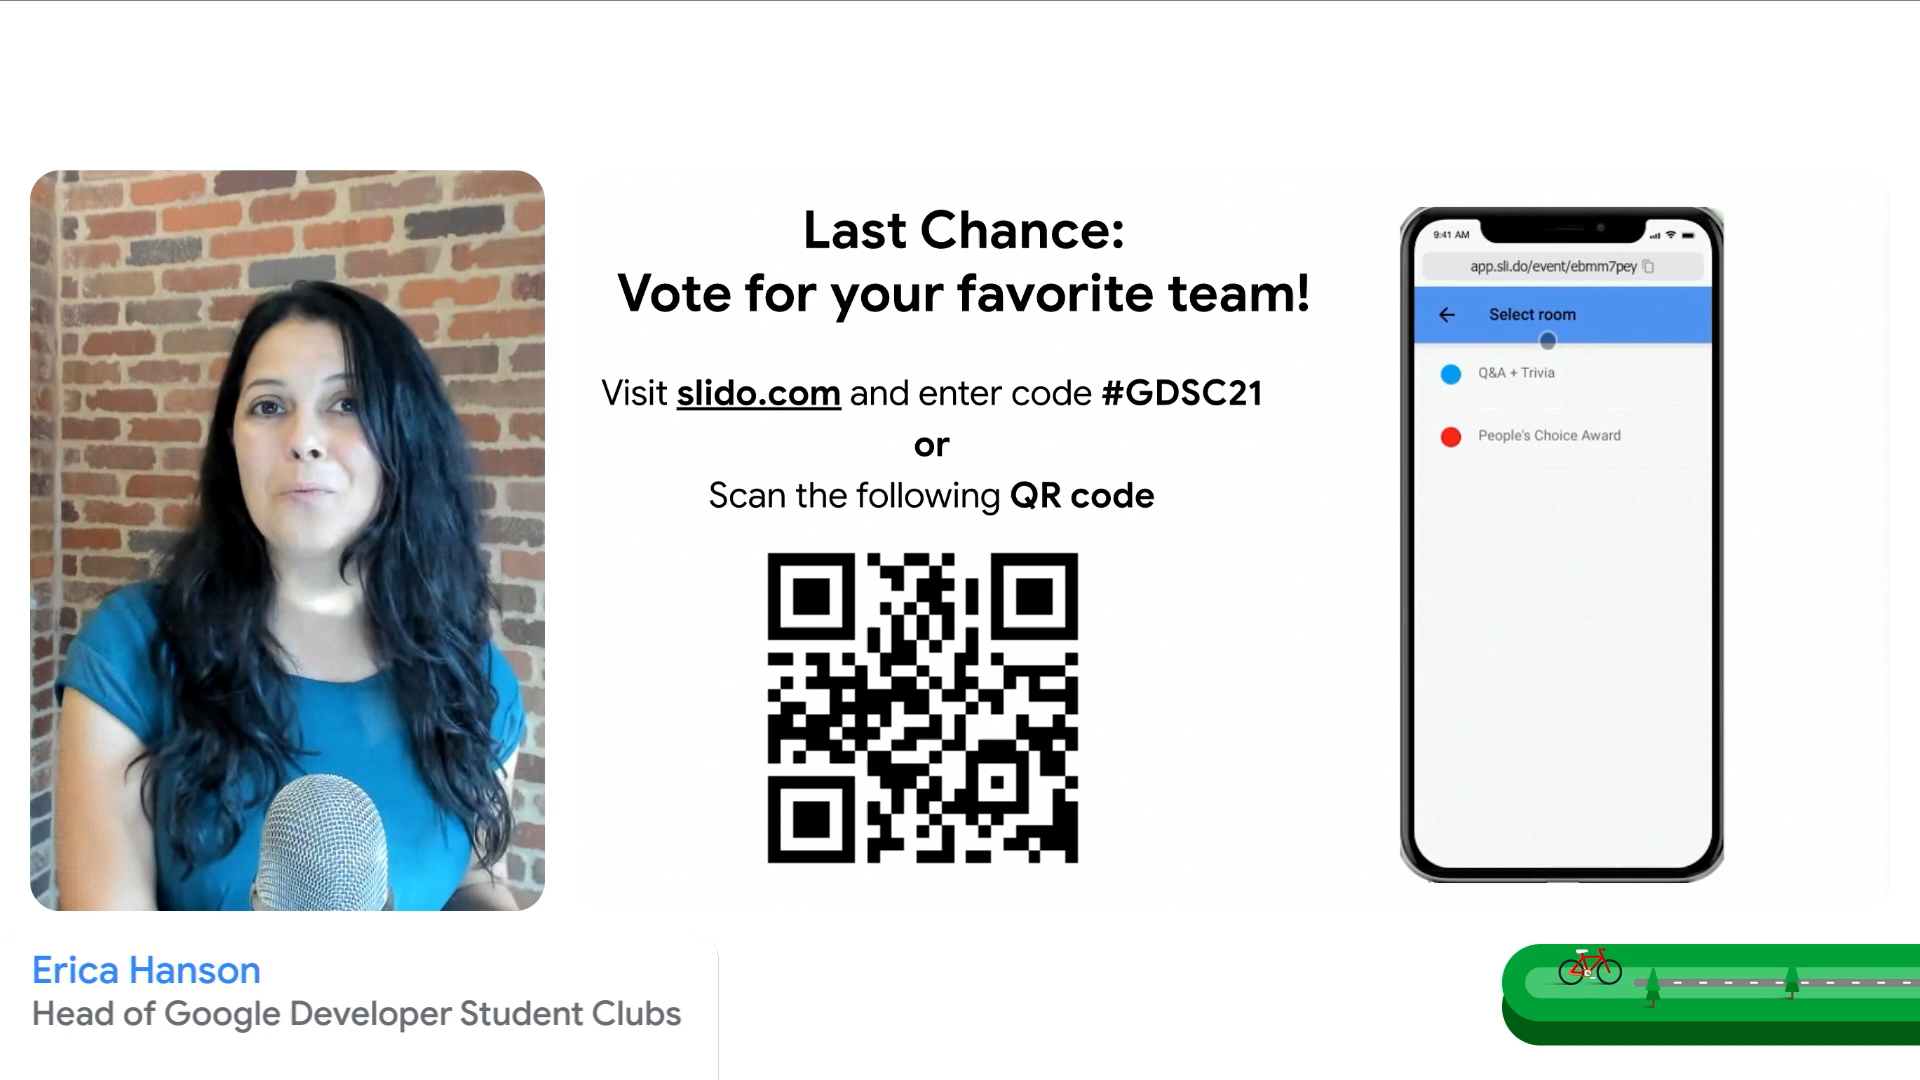 Last Chance:
Vote for your favorite team!
Visit slido.com and enter code #GDSC21
or
Scan the following QR code
9:41 AM
app.sli.do/event/ebmm7pey
Select room
Q&A + Trivia
People's Choice Award
Erica Hanson
Head of Google Developer Student Clubs